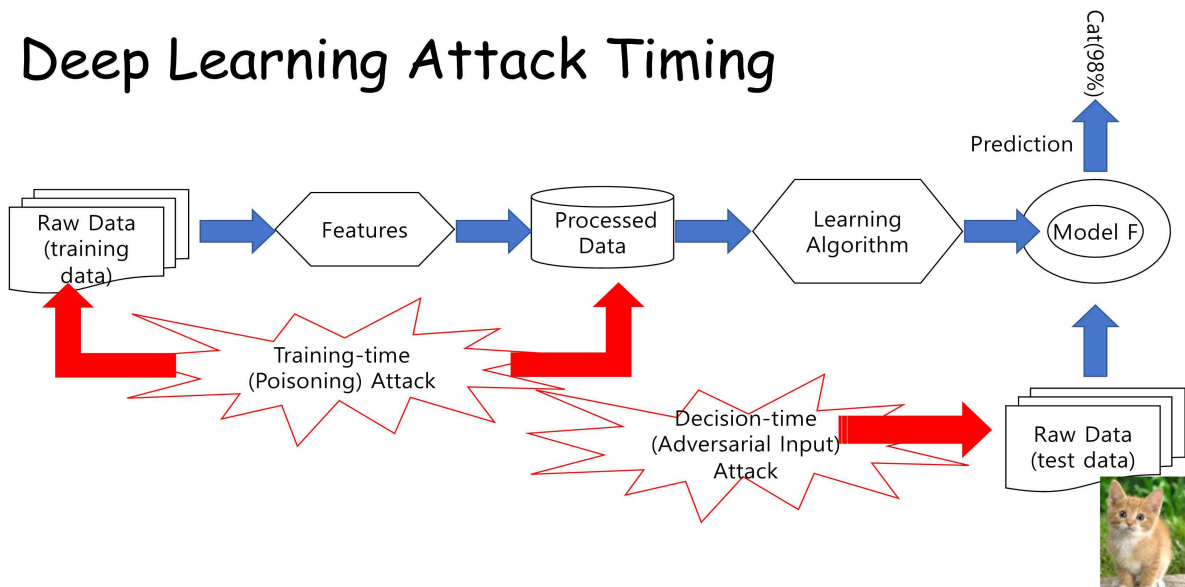 Deep Learning Attack Timing
Cat(98%)
Prediction
Raw Data
(training
data)
Features
Processed
Data
Learning
Algorithm
Model F
Training-time
(Poisoning) Attack
Decision-time
(Adversarial Input)
Attack
Raw Data
(test data)